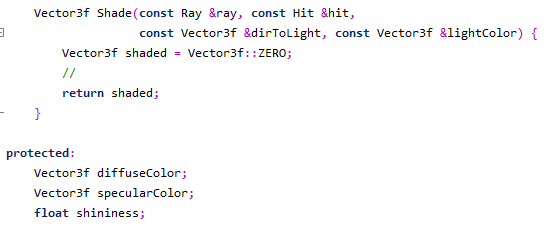 Vector3f Shade(const Ray &ray, const Hit &hit,
const Vector3f &dirToLight, const Vector3f &lightColor) {
Vector3f shaded = Vector3f::ZERO;
//
return shaded;
}
protected:
Vector3f diffuseColor;
Vector3f specularColor;
float shininess;